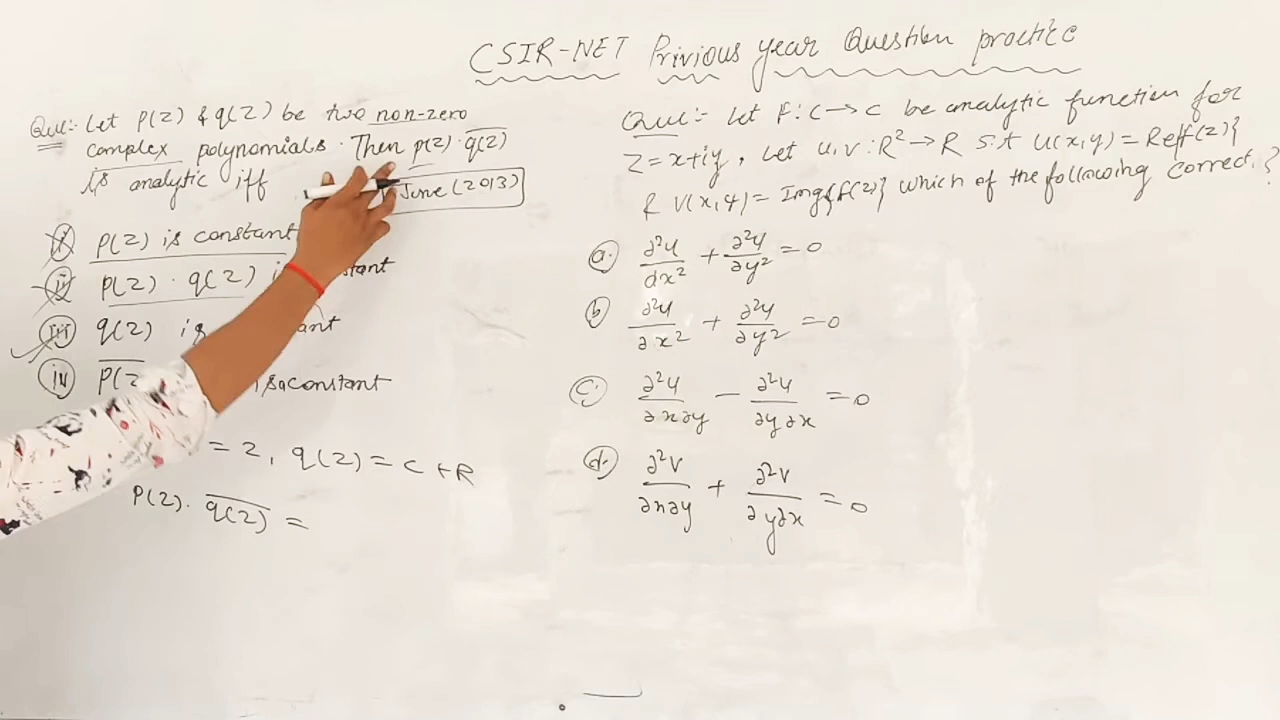 CSIR-NET Privious year Question practice
Que:- Let P(Z) & q(Z) be two non-zero
complex polynomials. Then p(z)·q̅(̅z̅)̅
is analytic iff
June (2013)
i P(Z) is constant
ii P(Z) · q(Z) is constant
iii q(Z) is
iv
= Z, q(Z) = C
P(Z). q̅(̅z̅)̅ =
Que:- Let F: C→C be analytic function for
Z = x+iy, Let u,v: R²→R s.t u(x,y) = Re{f(z)}
& v(x,y) = Img{f(z)} which of the following correct.?
a. ∂²u/dx² + ∂²u/∂y² = 0
b. ∂²u/∂x² + ∂²u/∂y² = 0
c. ∂²u/∂x∂y − ∂²u/∂y∂x = 0
d. ∂²v/∂x∂y + ∂²v/∂y∂x = 0